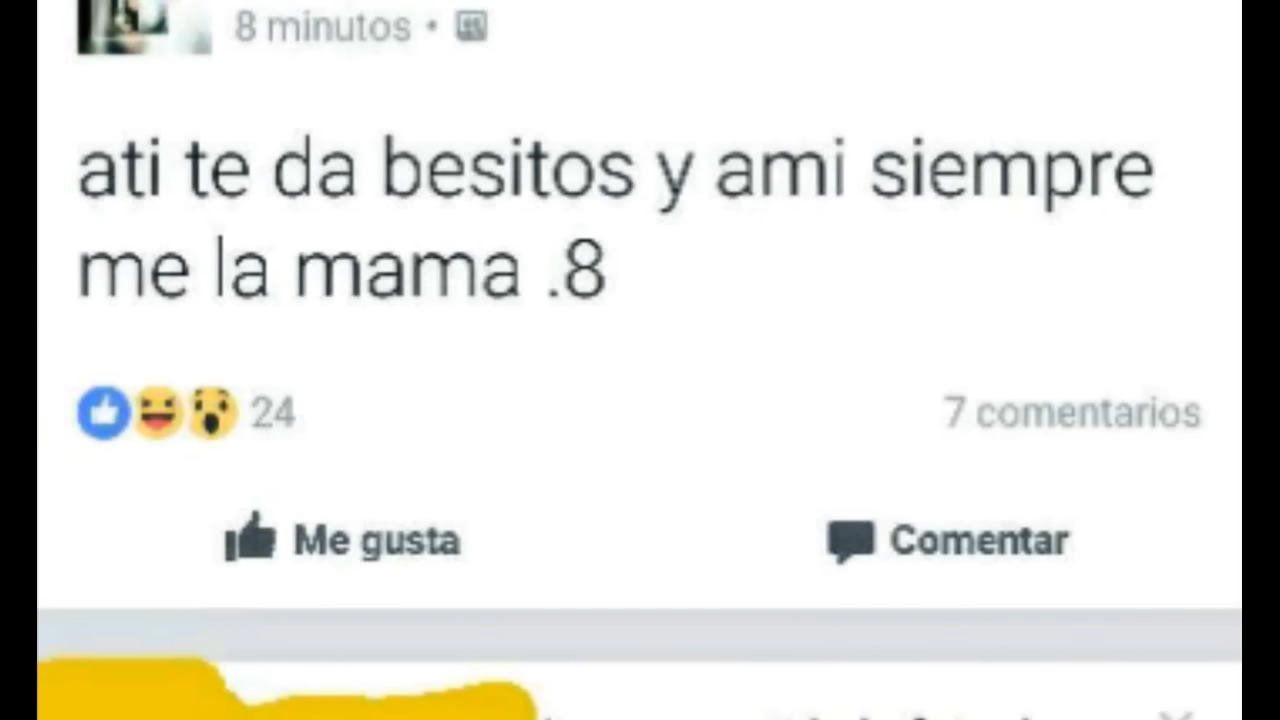 8 minutos •
ati te da besitos y ami siempre
me la mama .8
24
7 comentarios
Me gusta
Comentar